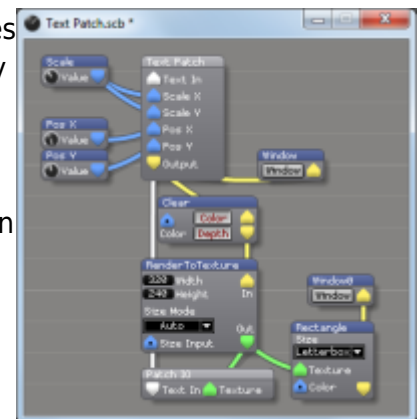 es
y
n
Text Patch.scb *
Scale
Value
Text Patch
Text In
Scale X
Scale Y
Pos X
Pos Y
Output
Pos X
Value
Pos Y
Value
Window
Window
Clear
Color
Color Depth
RenderToTexture
320 Width
240 Height In
Size Mode
Auto Out
Size Input
Window0
Window
Rectangle
Size
Letterbox
Texture
Color
Patch IO
Text In Texture